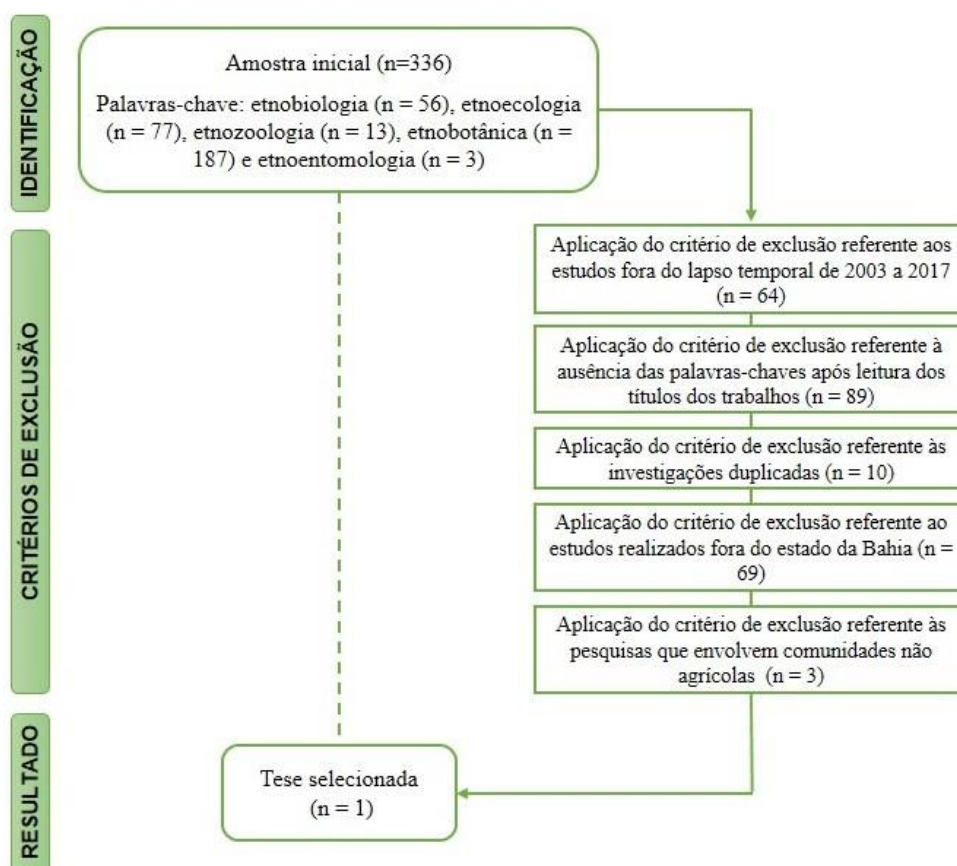 IDENTIFICAÇÃO
Amostra inicial (n=336)
Palavras-chave: etnobiologia (n = 56), etnoecologia
(n = 77), etnozoologia (n = 13), etnobotânica (n =
187) e etnoentomologia (n = 3)
CRITÉRIOS DE EXCLUSÃO
Aplicação do critério de exclusão referente aos
estudos fora do lapso temporal de 2003 a 2017
(n = 64)
Aplicação do critério de exclusão referente à
ausência das palavras-chaves após leitura dos
títulos dos trabalhos (n = 89)
Aplicação do critério de exclusão referente às
investigações duplicadas (n = 10)
Aplicação do critério de exclusão referente ao
estudos realizados fora do estado da Bahia (n =
69)
Aplicação do critério de exclusão referente às
pesquisas que envolvem comunidades não
agrícolas (n = 3)
RESULTADO
Tese selecionada
(n = 1)